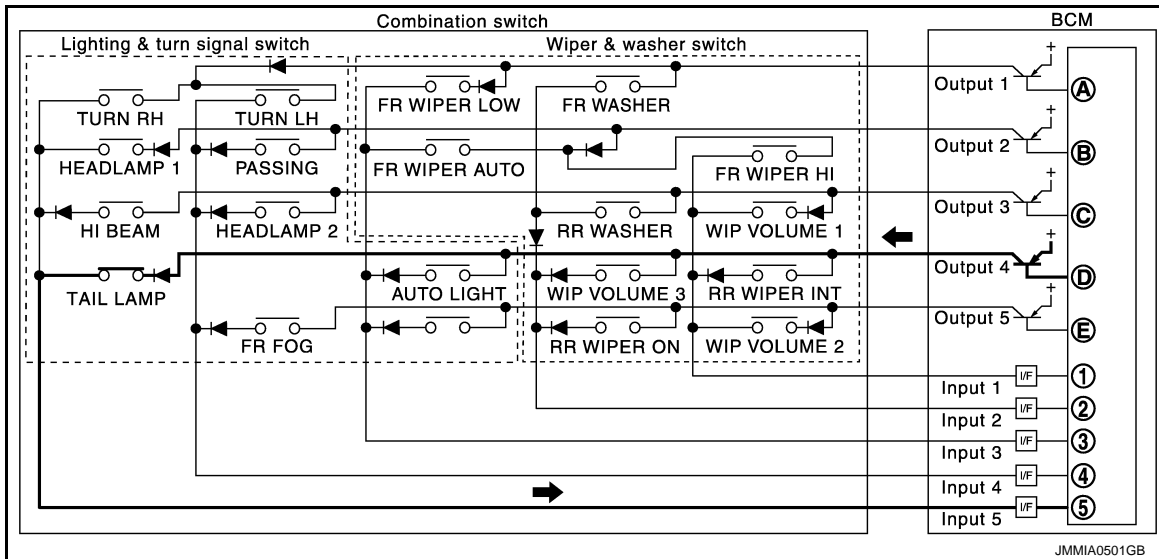 Combination switch
BCM
Lighting & turn signal switch
Wiper & washer switch
+
Output 1
A
TURN RH
TURN LH
FR WIPER LOW
FR WASHER
+
Output 2
B
HEADLAMP 1
PASSING
FR WIPER AUTO
FR WIPER HI
+
Output 3
C
HI BEAM
HEADLAMP 2
RR WASHER
WIP VOLUME 1
+
Output 4
D
TAIL LAMP
AUTO LIGHT
WIP VOLUME 3
RR WIPER INT
+
Output 5
E
FR FOG
RR WIPER ON
WIP VOLUME 2
Input 1
I/F
1
Input 2
I/F
2
Input 3
I/F
3
Input 4
I/F
4
Input 5
I/F
5
JMMIA0501GB